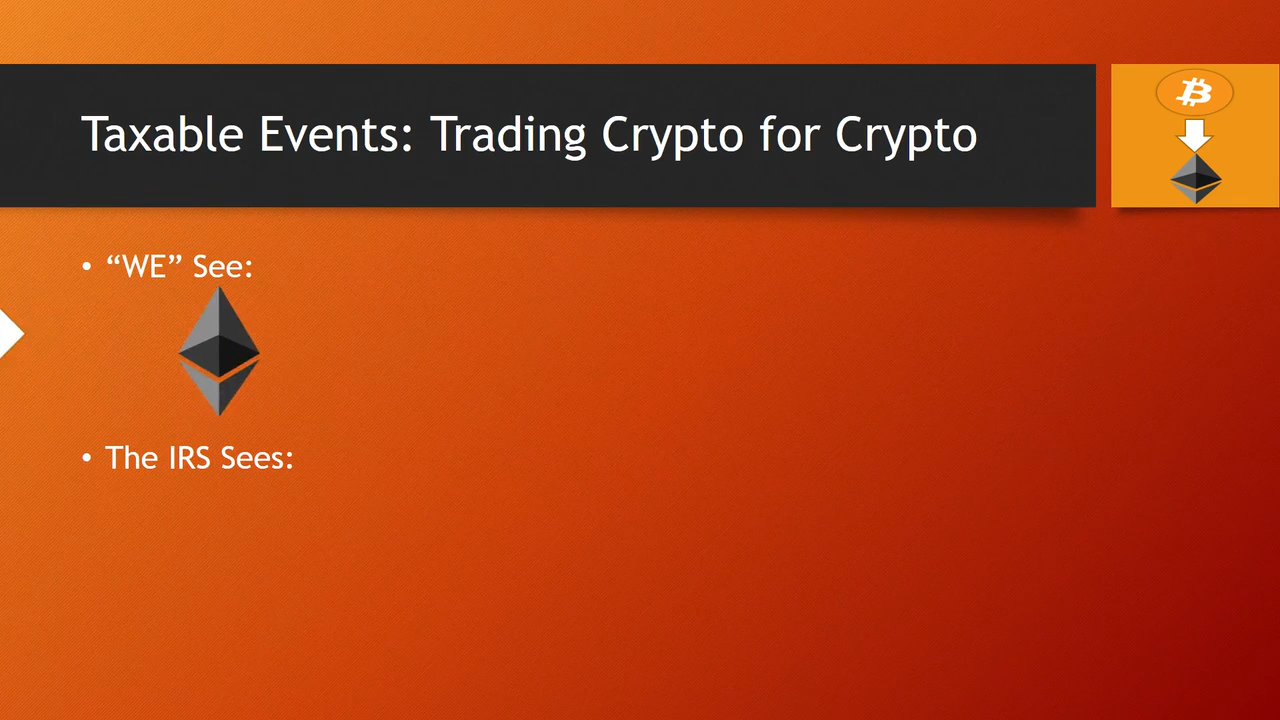 Taxable Events: Trading Crypto for Crypto
• “WE” See:
• The IRS Sees: